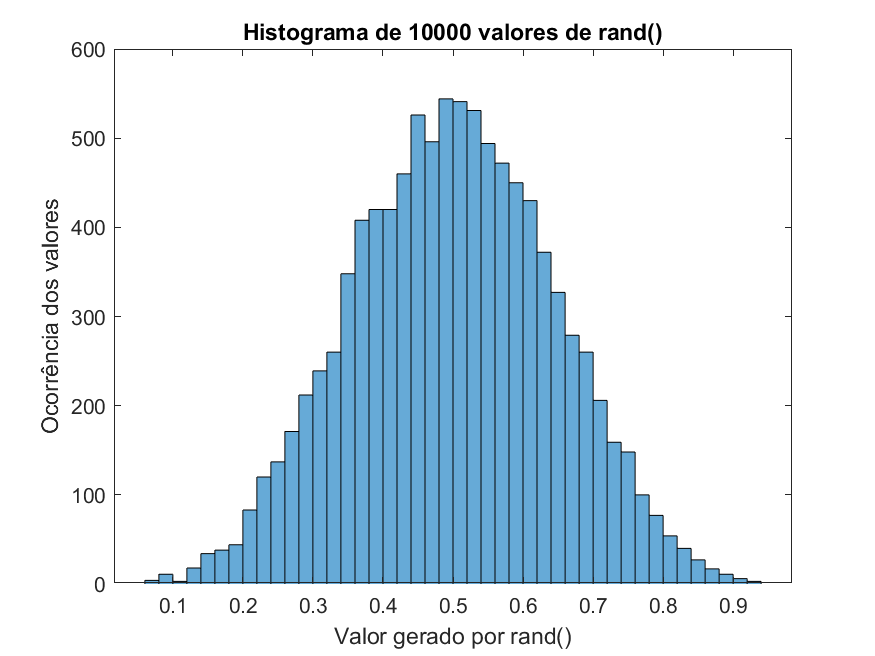 Histograma de 10000 valores de rand()
600
500
400
300
200
100
0
Ocorrência dos valores
0.1 0.2 0.3 0.4 0.5 0.6 0.7 0.8 0.9
Valor gerado por rand()